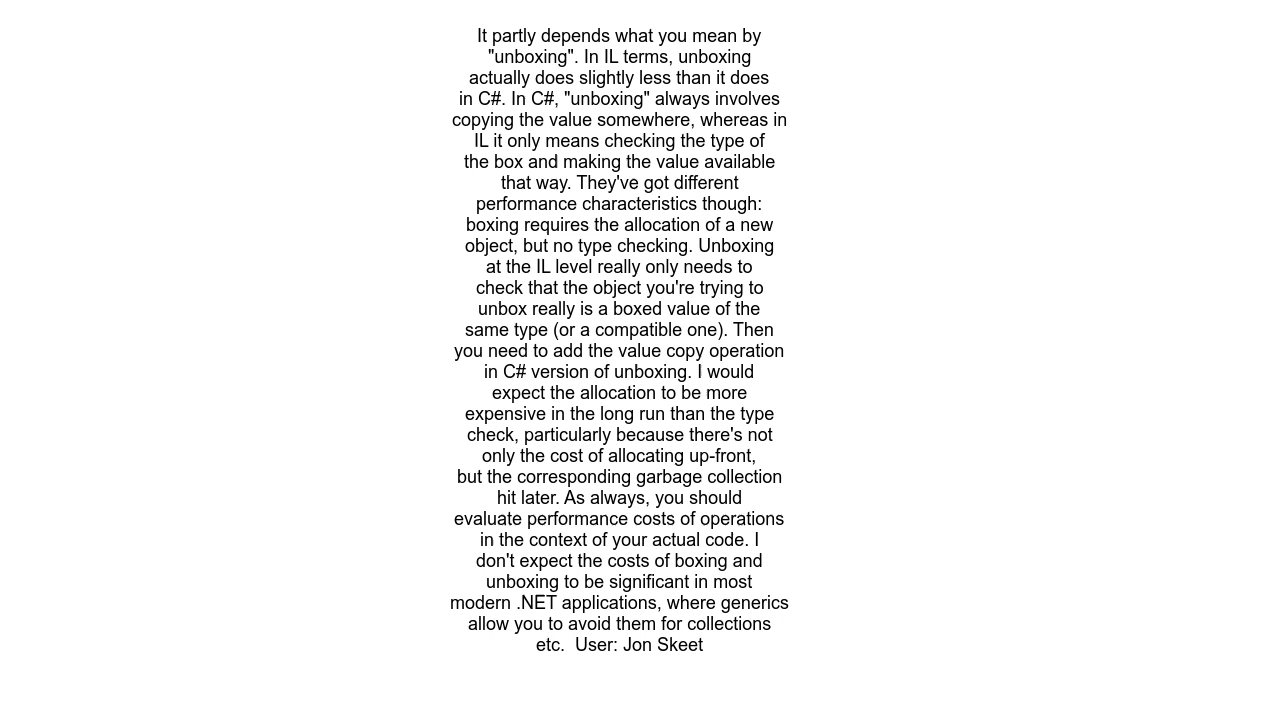 It partly depends what you mean by
"unboxing". In IL terms, unboxing
actually does slightly less than it does
in C#. In C#, "unboxing" always involves
copying the value somewhere, whereas in
IL it only means checking the type of
the box and making the value available
that way. They've got different
performance characteristics though:
boxing requires the allocation of a new
object, but no type checking. Unboxing
at the IL level really only needs to
check that the object you're trying to
unbox really is a boxed value of the
same type (or a compatible one). Then
you need to add the value copy operation
in C# version of unboxing. I would
expect the allocation to be more
expensive in the long run than the type
check, particularly because there's not
only the cost of allocating up-front,
but the corresponding garbage collection
hit later. As always, you should
evaluate performance costs of operations
in the context of your actual code. I
don't expect the costs of boxing and
unboxing to be significant in most
modern .NET applications, where generics
allow you to avoid them for collections
etc.  User: Jon Skeet